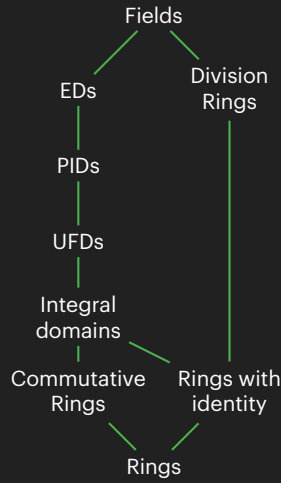 Fields
EDs
Division
Rings
PIDs
UFDs
Integral
domains
Commutative
Rings
Rings with
identity
Rings